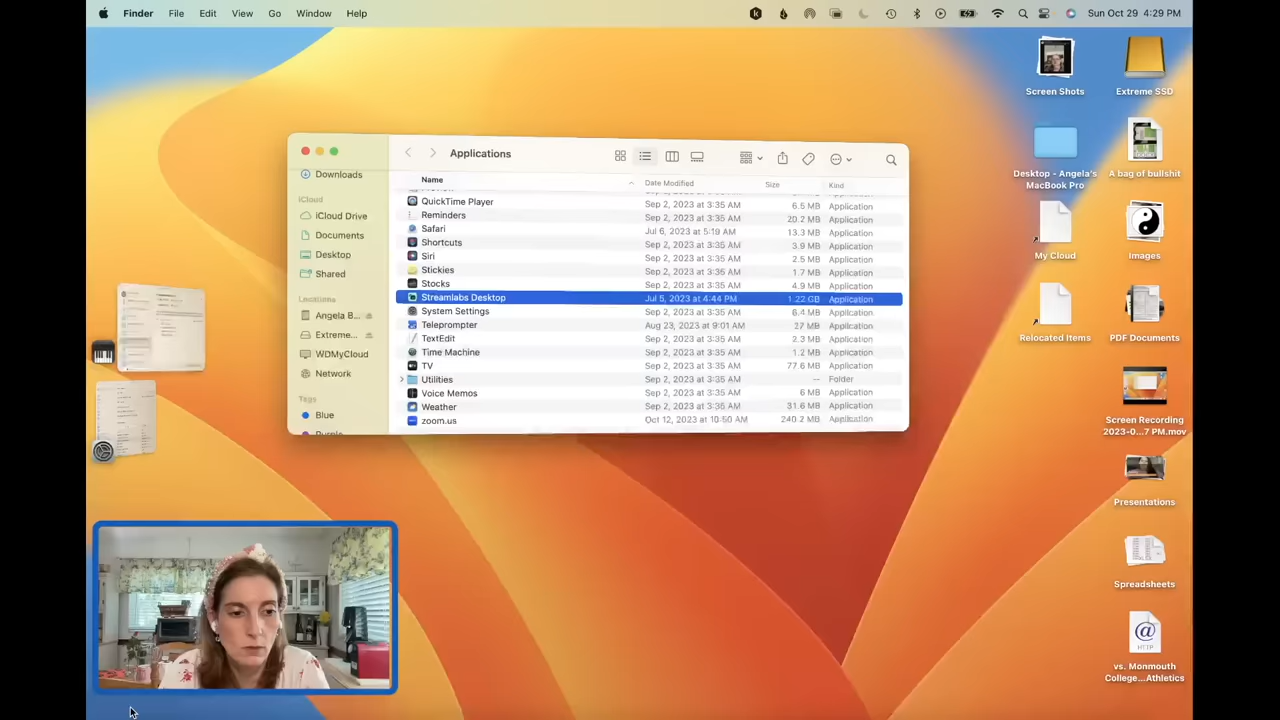 Finder File Edit View Go Window Help Sun Oct 29 4:29 PM
Applications
Downloads
iCloud
iCloud Drive
Documents
Desktop
Shared
Locations
Angela B...
Extreme...
WDMyCloud
Network
Tags
Blue
Name Date Modified Size Kind
QuickTime Player Sep 2, 2023 at 3:35 AM 6.5 MB Application
Reminders Sep 2, 2023 at 3:35 AM 20.2 MB Application
Safari Jul 6, 2023 at 5:19 AM 13.3 MB Application
Shortcuts Sep 2, 2023 at 3:35 AM 3.9 MB Application
Siri Sep 2, 2023 at 3:35 AM 2.5 MB Application
Stickies Sep 2, 2023 at 3:35 AM 1.7 MB Application
Stocks Sep 2, 2023 at 3:35 AM 4.9 MB Application
Streamlabs Desktop Jul 5, 2023 at 4:44 PM 1.22 GB Application
System Settings Sep 2, 2023 at 3:35 AM 6.4 MB Application
Teleprompter Aug 23, 2023 at 9:01 AM 27 MB Application
TextEdit Sep 2, 2023 at 3:35 AM 2.3 MB Application
Time Machine Sep 2, 2023 at 3:35 AM 1.2 MB Application
TV Sep 2, 2023 at 3:35 AM 77.6 MB Application
Utilities Sep 2, 2023 at 3:35 AM -- Folder
Voice Memos Sep 2, 2023 at 3:35 AM 6 MB Application
Weather Sep 2, 2023 at 3:35 AM 31.6 MB Application
zoom.us Oct 12, 2023 at 10:50 AM 240.2 MB Application
Screen Shots
Extreme SSD
Desktop - Angela's
MacBook Pro
A bag of bullshit
My Cloud
Images
Relocated Items
PDF Documents
Screen Recording
2023-0...7 PM.mov
Presentations
Spreadsheets
@
HTTP
vs. Monmouth
College...Athletics